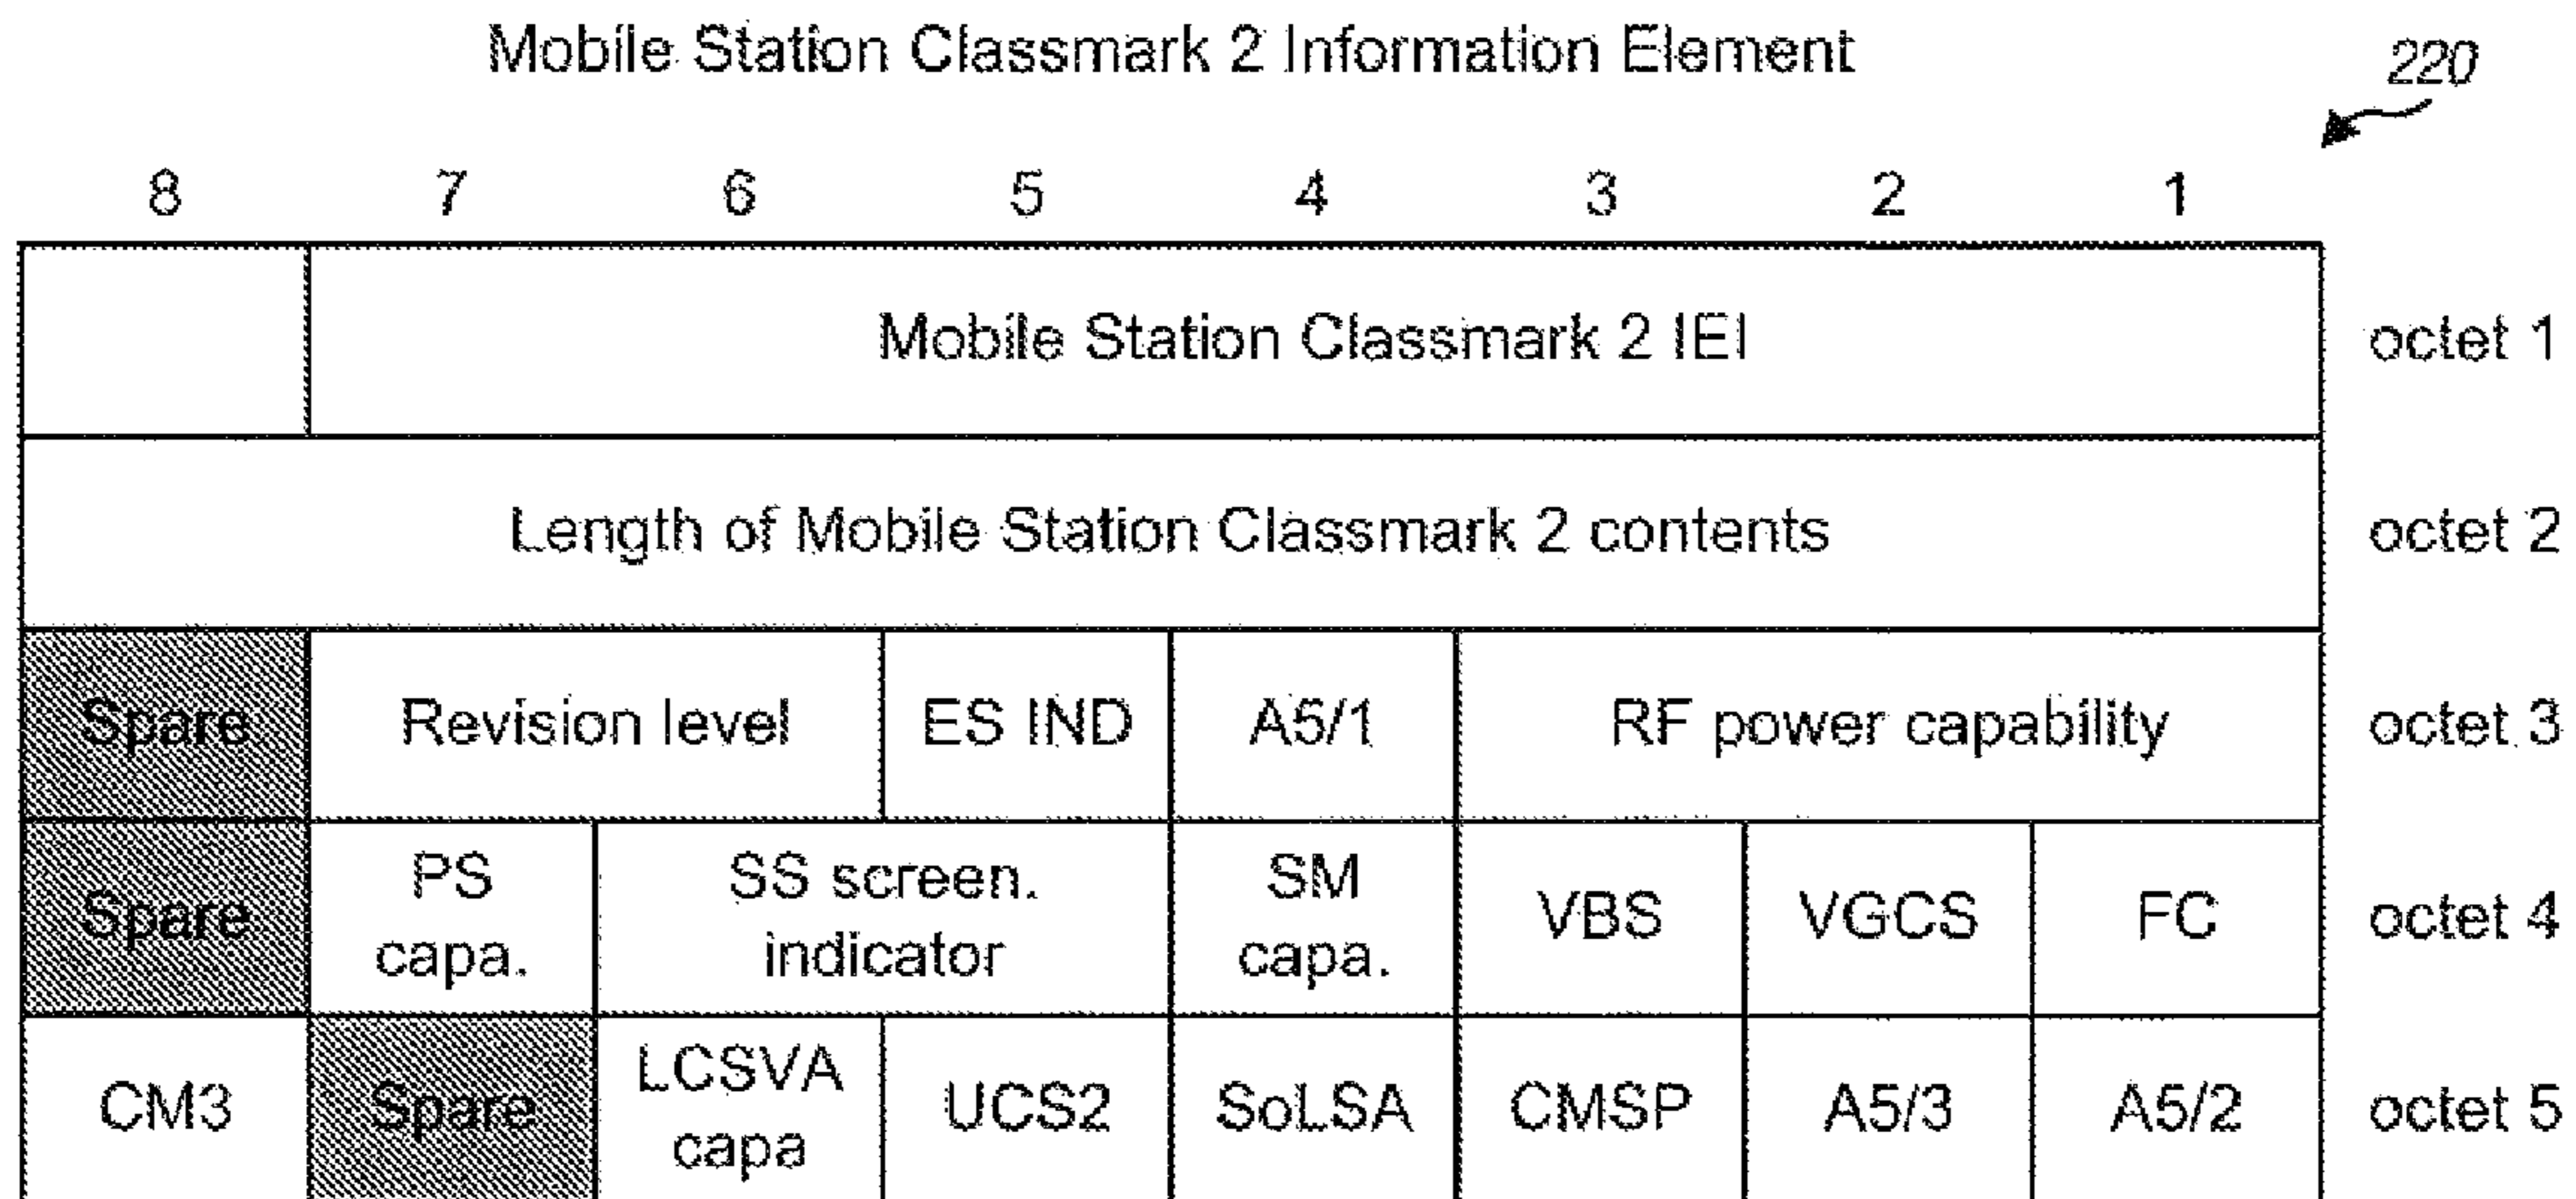 Mobile Station Classmark 2 Information Element
220
8 7 6 5 4 3 2 1
Mobile Station Classmark 2 IEI octet 1
Length of Mobile Station Classmark 2 contents octet 2
Spare Revision level ES IND A5/1 RF power capability octet 3
Spare PS capa. SS screen. indicator SM capa. VBS VGCS FC octet 4
CM3 Spare LCSVA capa UCS2 SoLSA CMSP A5/3 A5/2 octet 5